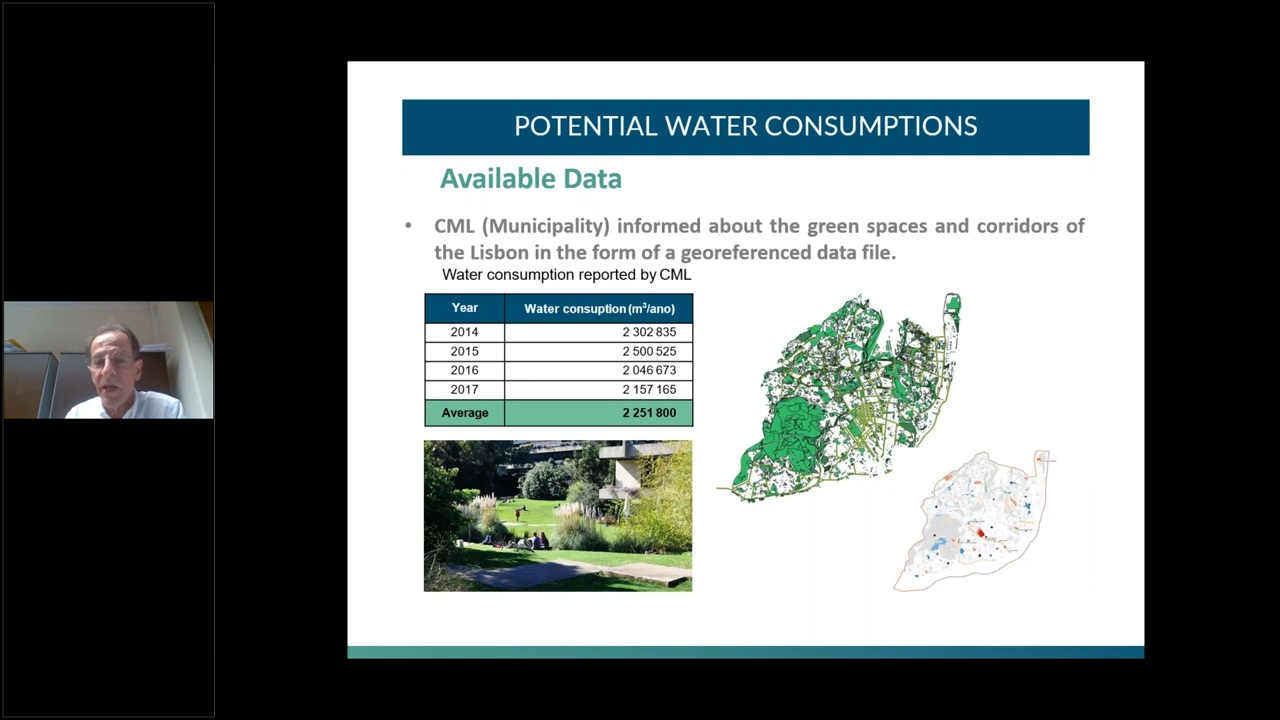 POTENTIAL WATER CONSUMPTIONS
Available Data
• CML (Municipality) informed about the green spaces and corridors of
the Lisbon in the form of a georeferenced data file.
Water consumption reported by CML
Year Water consuption (m³/ano)
2014 2 302 835
2015 2 500 525
2016 2 046 673
2017 2 157 165
Average 2 251 800